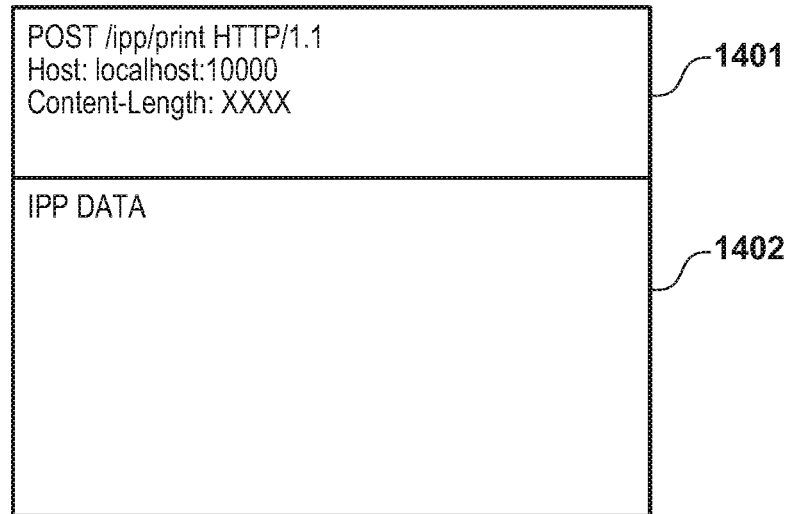 POST /ipp/print HTTP/1.1
Host: localhost:10000
Content-Length: XXXX
1401
IPP DATA
1402